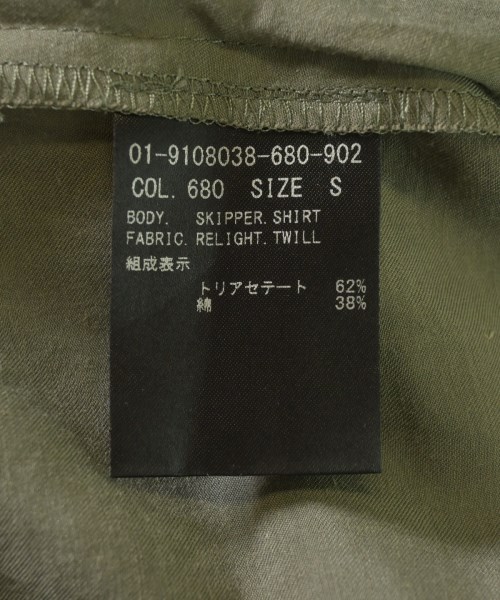 01-9108038-680-902
COL. 680 SIZE S
BODY. SKIPPER.SHIRT
FABRIC. RELIGHT.TWILL
組成表示
トリアセテート 62%
綿 38%